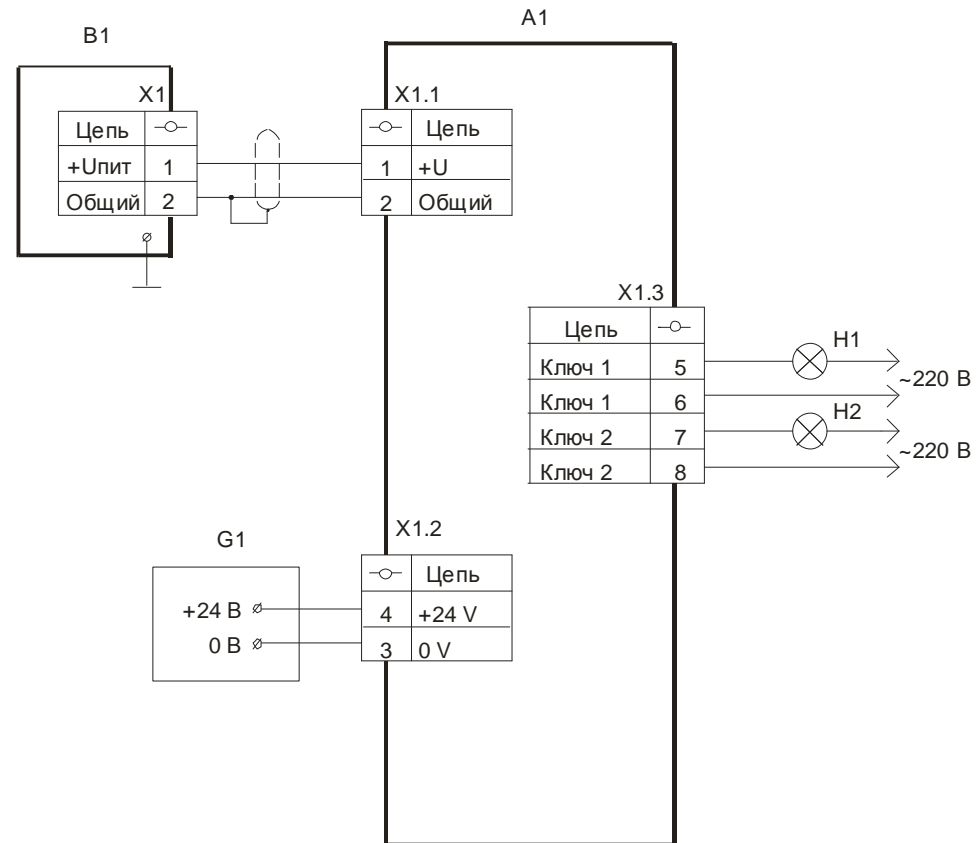 A1
B1
X1
Цепь
+Uпит 1
Общий 2
X1.1
Цепь
1 +U
2 Общий
X1.3
Цепь
Ключ 1 5
Ключ 1 6
Ключ 2 7
Ключ 2 8
H1
~220 В
H2
~220 В
G1
+24 В
0 В
X1.2
Цепь
4 +24 V
3 0 V